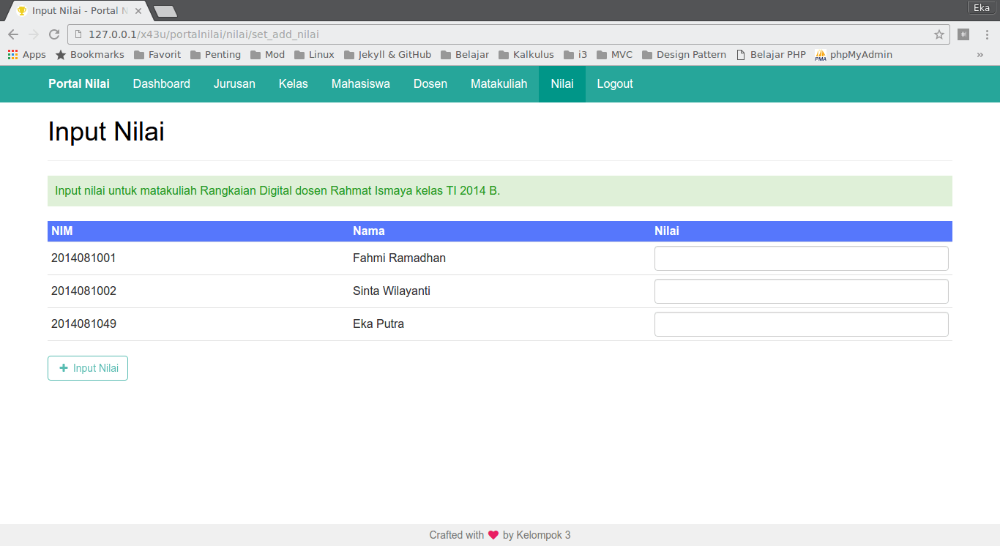 Input Nilai - Portal N
Eka
127.0.0.1/x43u/portalnilai/nilai/set_add_nilai
Apps Bookmarks Favorit Penting Mod Linux Jekyll & GitHub Belajar Kalkulus i3 MVC Design Pattern Belajar PHP PMA phpMyAdmin »
Portal Nilai Dashboard Jurusan Kelas Mahasiswa Dosen Matakuliah Nilai Logout
Input Nilai
Input nilai untuk matakuliah Rangkaian Digital dosen Rahmat Ismaya kelas TI 2014 B.
NIM Nama Nilai
2014081001 Fahmi Ramadhan
2014081002 Sinta Wilayanti
2014081049 Eka Putra
Input Nilai
Crafted with ♥ by Kelompok 3